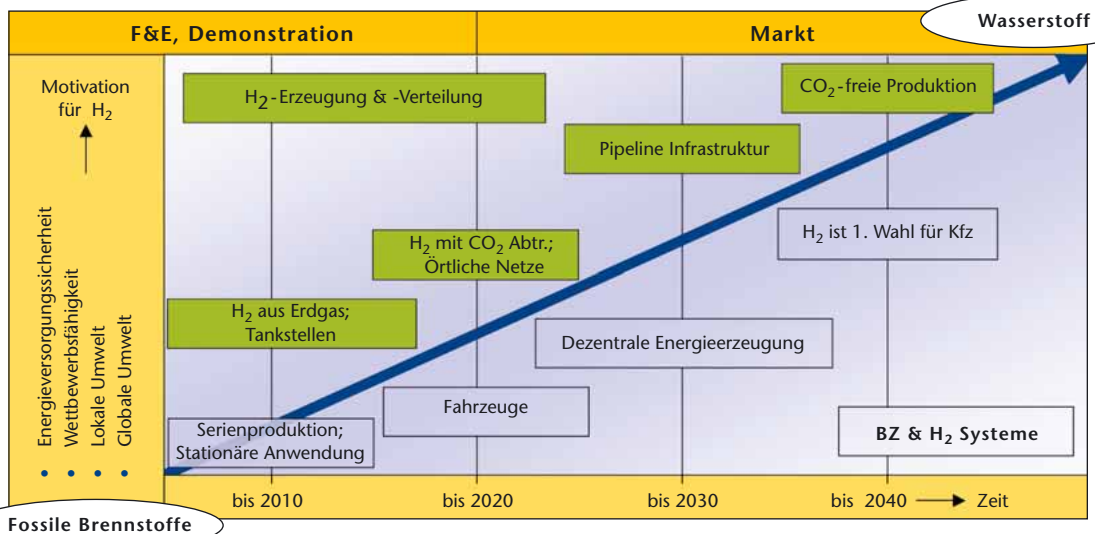 F&E, Demonstration
Markt
Wasserstoff
Motivation
für H₂
Energieversorgungssicherheit
Wettbewerbsfähigkeit
Lokale Umwelt
Globale Umwelt
H₂-Erzeugung & -Verteilung
CO₂-freie Produktion
Pipeline Infrastruktur
H₂ mit CO₂ Abtr.;
Örtliche Netze
H₂ ist 1. Wahl für Kfz
H₂ aus Erdgas;
Tankstellen
Dezentrale Energieerzeugung
Fahrzeuge
Serienproduktion;
Stationäre Anwendung
BZ & H₂ Systeme
bis 2010
bis 2020
bis 2030
bis 2040
Zeit
Fossile Brennstoffe